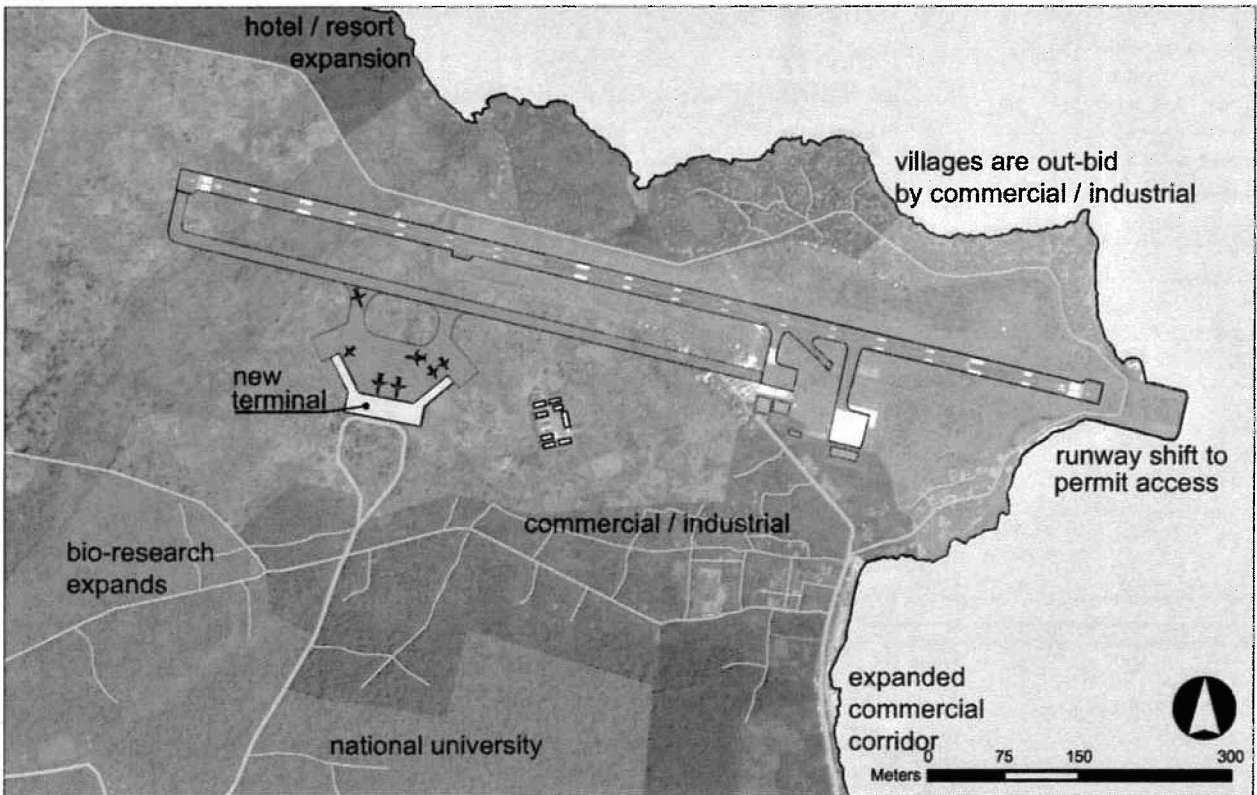 hotel / resort
expansion
villages are out-bid
by commercial / industrial
new
terminal
runway shift to
permit access
commercial / industrial
bio-research
expands
expanded
commercial
corridor
national university
Meters 0 75 150 300